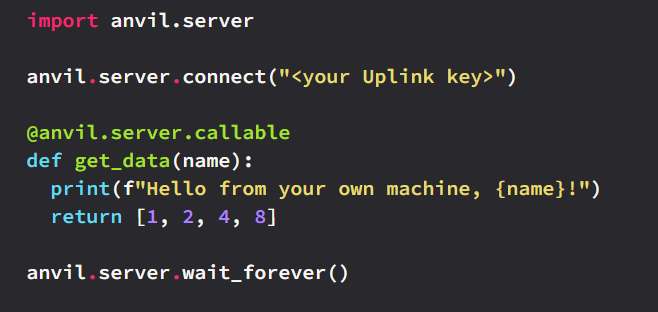 import anvil.server
anvil.server.connect("<your Uplink key>")
@anvil.server.callable
def get_data(name):
  print(f"Hello from your own machine, {name}!")
  return [1, 2, 4, 8]
anvil.server.wait_forever()